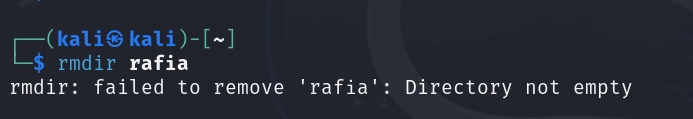 ┌──(kali㉿kali)-[~]
└─$ rmdir rafia
rmdir: failed to remove 'rafia': Directory not empty